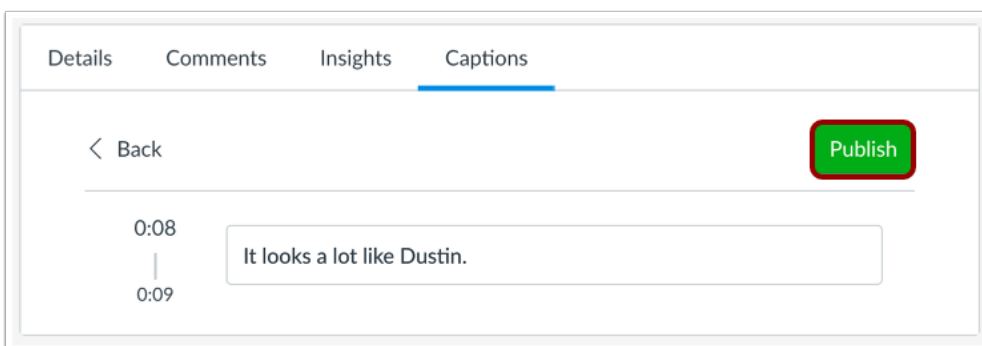 Details Comments Insights Captions
Back Publish
0:08
It looks a lot like Dustin.
0:09